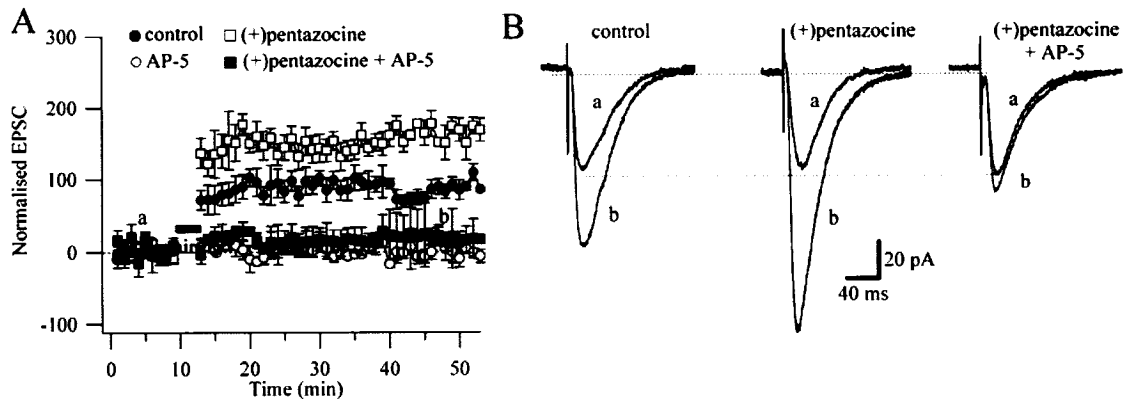 A
control
(+)pentazocine
AP-5
(+)pentazocine + AP-5
Normalised EPSC
300
200
100
0
-100
a
b
0
10
20
30
40
50
Time (min)
B
control
(+)pentazocine
(+)pentazocine
+ AP-5
a
b
a
b
a
b
20 pA
40 ms